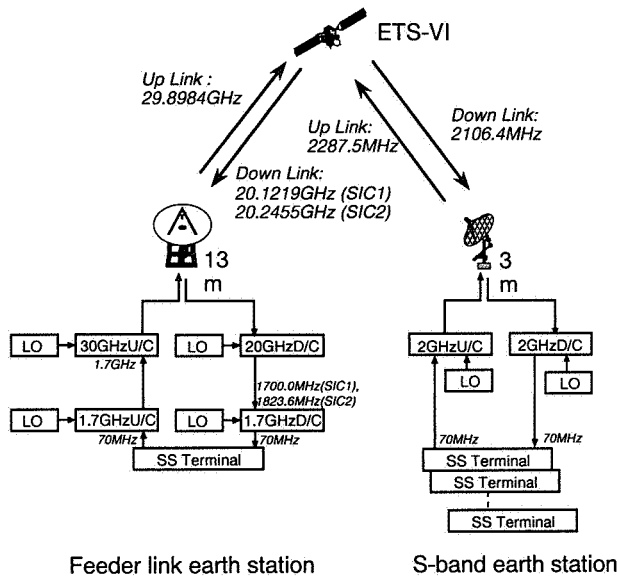 ETS-VI
Up Link :
29.8984GHz
Down Link:
20.1219GHz (SIC1)
20.2455GHz (SIC2)
Up Link:
2287.5MHz
Down Link:
2106.4MHz
13
m
3
m
LO
30GHzU/C
LO
20GHzD/C
1.7GHz
1700.0MHz(SIC1),
1823.6MHz(SIC2)
LO
1.7GHzU/C
LO
1.7GHzD/C
70MHz
70MHz
SS Terminal
2GHzU/C
2GHzD/C
LO
LO
70MHz
70MHz
SS Terminal
SS Terminal
SS Terminal
Feeder link earth station
S-band earth station